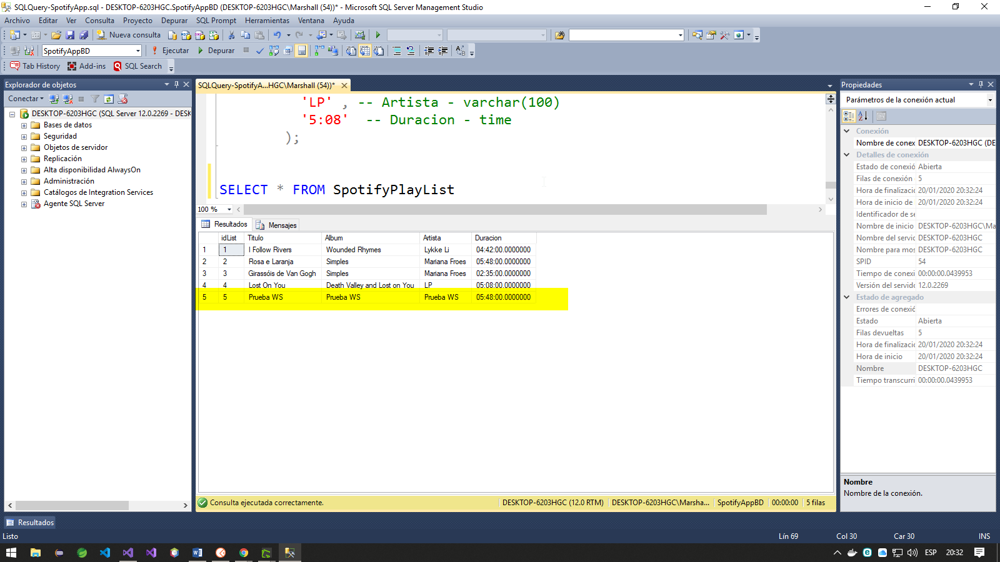 SQLQuery-SpotifyApp.sql - DESKTOP-6203HGC.SpotifyAppBD (DESKTOP-6203HGC\Marshall (54))* - Microsoft SQL Server Management Studio
Archivo Editar Ver Consulta Proyecto Depurar SQL Prompt Herramientas Ventana Ayuda
Nueva consulta
SpotifyAppBD Ejecutar Depurar
Tab History Add-ins SQL Search
Explorador de objetos
Conectar
DESKTOP-6203HGC (SQL Server 12.0.2269 - DESK
Bases de datos
Seguridad
Objetos de servidor
Replicación
Alta disponibilidad AlwaysOn
Administración
Catálogos de Integration Services
Agente SQL Server
SQLQuery-SpotifyA...HGC\Marshall (54))*
'LP' , -- Artista - varchar(100)
'5:08' -- Duracion - time
);
SELECT * FROM SpotifyPlayList
100 %
Resultados Mensajes
idList Titulo Album Artista Duracion
1 1 I Follow Rivers Wounded Rhymes Lykke Li 04:42:00.0000000
2 2 Rosa e Laranja Simples Mariana Froes 05:48:00.0000000
3 3 Girassóis de Van Gogh Simples Mariana Froes 02:35:00.0000000
4 4 Lost On You Death Valley and Lost on You LP 05:08:00.0000000
5 5 Prueba WS Prueba WS Prueba WS 05:48:00.0000000
Consulta ejecutada correctamente. DESKTOP-6203HGC (12.0 RTM) DESKTOP-6203HGC\Marsha... SpotifyAppBD 00:00:00 5 filas
Propiedades
Parámetros de la conexión actual
Conexión
Nombre de conex DESKTOP-6203HGC (DE
Detalles de conexión
Estado de conexió Abierta
Filas de conexión 5
Hora de finalizació 20/01/2020 20:32:24
Hora de inicio de 20/01/2020 20:32:24
Identificador de se
Nombre de inicio DESKTOP-6203HGC\Ma
Nombre del servic DESKTOP-6203HGC
Nombre para mos DESKTOP-6203HGC
SPID 54
Tiempo de conexi 00:00:00.0439953
Versión del servido 12.0.2269
Estado de agregado
Errores de conexió
Estado Abierta
Filas devueltas 5
Hora de finalizació 20/01/2020 20:32:24
Hora de inicio 20/01/2020 20:32:24
Nombre DESKTOP-6203HGC
Tiempo transcurri 00:00:00.0439953
Nombre
Nombre de la conexión.
Resultados
Listo Lín 69 Col 30 Car 30 INS
ESP 20:32